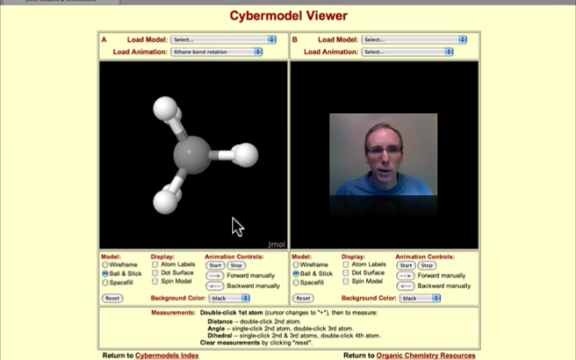 Cybermodel Viewer
A Load Model: Select...
Load Animation: Ethane bond rotation
B Load Model: Select...
Load Animation: Select...
Jmol
Model: Display: Animation Controls:
Wireframe Atom Labels Start Stop
Ball & Stick Dot Surface ---> Forward manually
Spacefill Spin Model <--- Backward manually
Reset Background Color: black
Model: Display: Animation Controls:
Wireframe Atom Labels Start Stop
Ball & Stick Dot Surface ---> Forward manually
Spacefill Spin Model <--- Backward manually
Reset Background Color: black
Measurements: Double-click 1st atom (cursor changes to "+"), then to measure:
Distance – double-click 2nd atom.
Angle – single-click 2nd atom, double-click 3rd atom.
Dihedral – single-click 2nd & 3rd atoms, double-click 4th atom.
Clear measurements by clicking "reset".
Return to Cybermodels Index Return to Organic Chemistry Resources